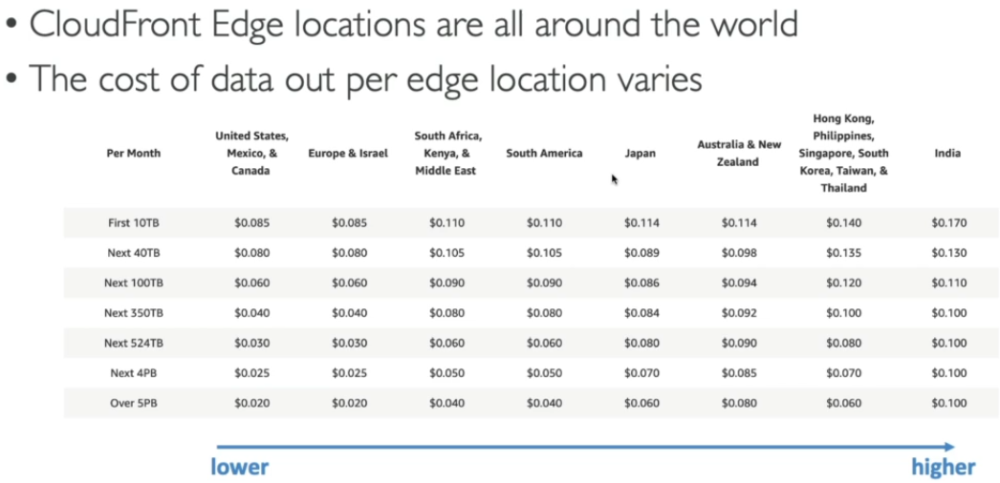 • CloudFront Edge locations are all around the world
• The cost of data out per edge location varies
Per Month United States, Mexico, & Canada Europe & Israel South Africa, Kenya, & Middle East South America Japan Australia & New Zealand Hong Kong, Philippines, Singapore, South Korea, Taiwan, & Thailand India
First 10TB $0.085 $0.085 $0.110 $0.110 $0.114 $0.114 $0.140 $0.170
Next 40TB $0.080 $0.080 $0.105 $0.105 $0.089 $0.098 $0.135 $0.130
Next 100TB $0.060 $0.060 $0.090 $0.090 $0.086 $0.094 $0.120 $0.110
Next 350TB $0.040 $0.040 $0.080 $0.080 $0.084 $0.092 $0.100 $0.100
Next 524TB $0.030 $0.030 $0.060 $0.060 $0.080 $0.090 $0.080 $0.100
Next 4PB $0.025 $0.025 $0.050 $0.050 $0.070 $0.085 $0.070 $0.100
Over 5PB $0.020 $0.020 $0.040 $0.040 $0.060 $0.080 $0.060 $0.100
lower higher